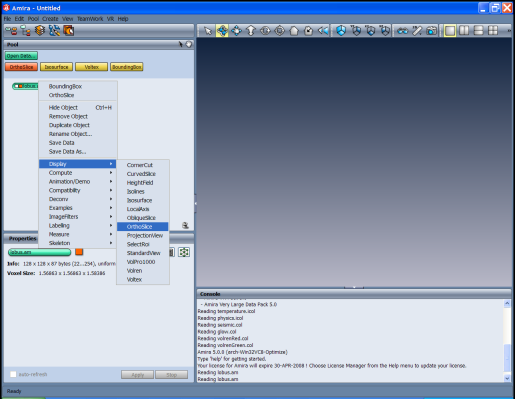 Amira - Untitled
File Edit Pool Create View TeamWork VR Help
Pool
Open Data...
OrthoSlice Isosurface Voltex BoundingBox
lobus
BoundingBox
OrthoSlice
Hide Object Ctrl+H
Remove Object
Duplicate Object
Rename Object...
Save Data
Save Data As...
Display
Compute
Animation/Demo
Compatibility
Deconv
Examples
ImageFilters
Labeling
Measure
Skeleton
CornerCut
CurvedSlice
HeightField
Isolines
Isosurface
LocalAxis
ObliqueSlice
OrthoSlice
ProjectionView
SelectRoi
StandardView
VolPro1000
Volren
Voltex
Properties
lobus.am
Info: 128 x 128 x 87 bytes (22...254), uniform
Voxel Size: 1.56863 x 1.56863 x 1.58386
auto-refresh
Apply Stop
Console
- Amira Very Large Data Pack 5.0
Reading temperature.icol
Reading physics.icol
Reading seismic.col
Reading glow.col
Reading volrenRed.col
Reading volrenGreen.col
Amira 5.0.0 (arch-Win32VC8-Optimize)
Type 'help' for getting started.
Your license for Amira will expire 30-APR-2008 ! Choose License Manager from the Help menu to update your license.
Reading lobus.am
Reading lobus.am
Ready